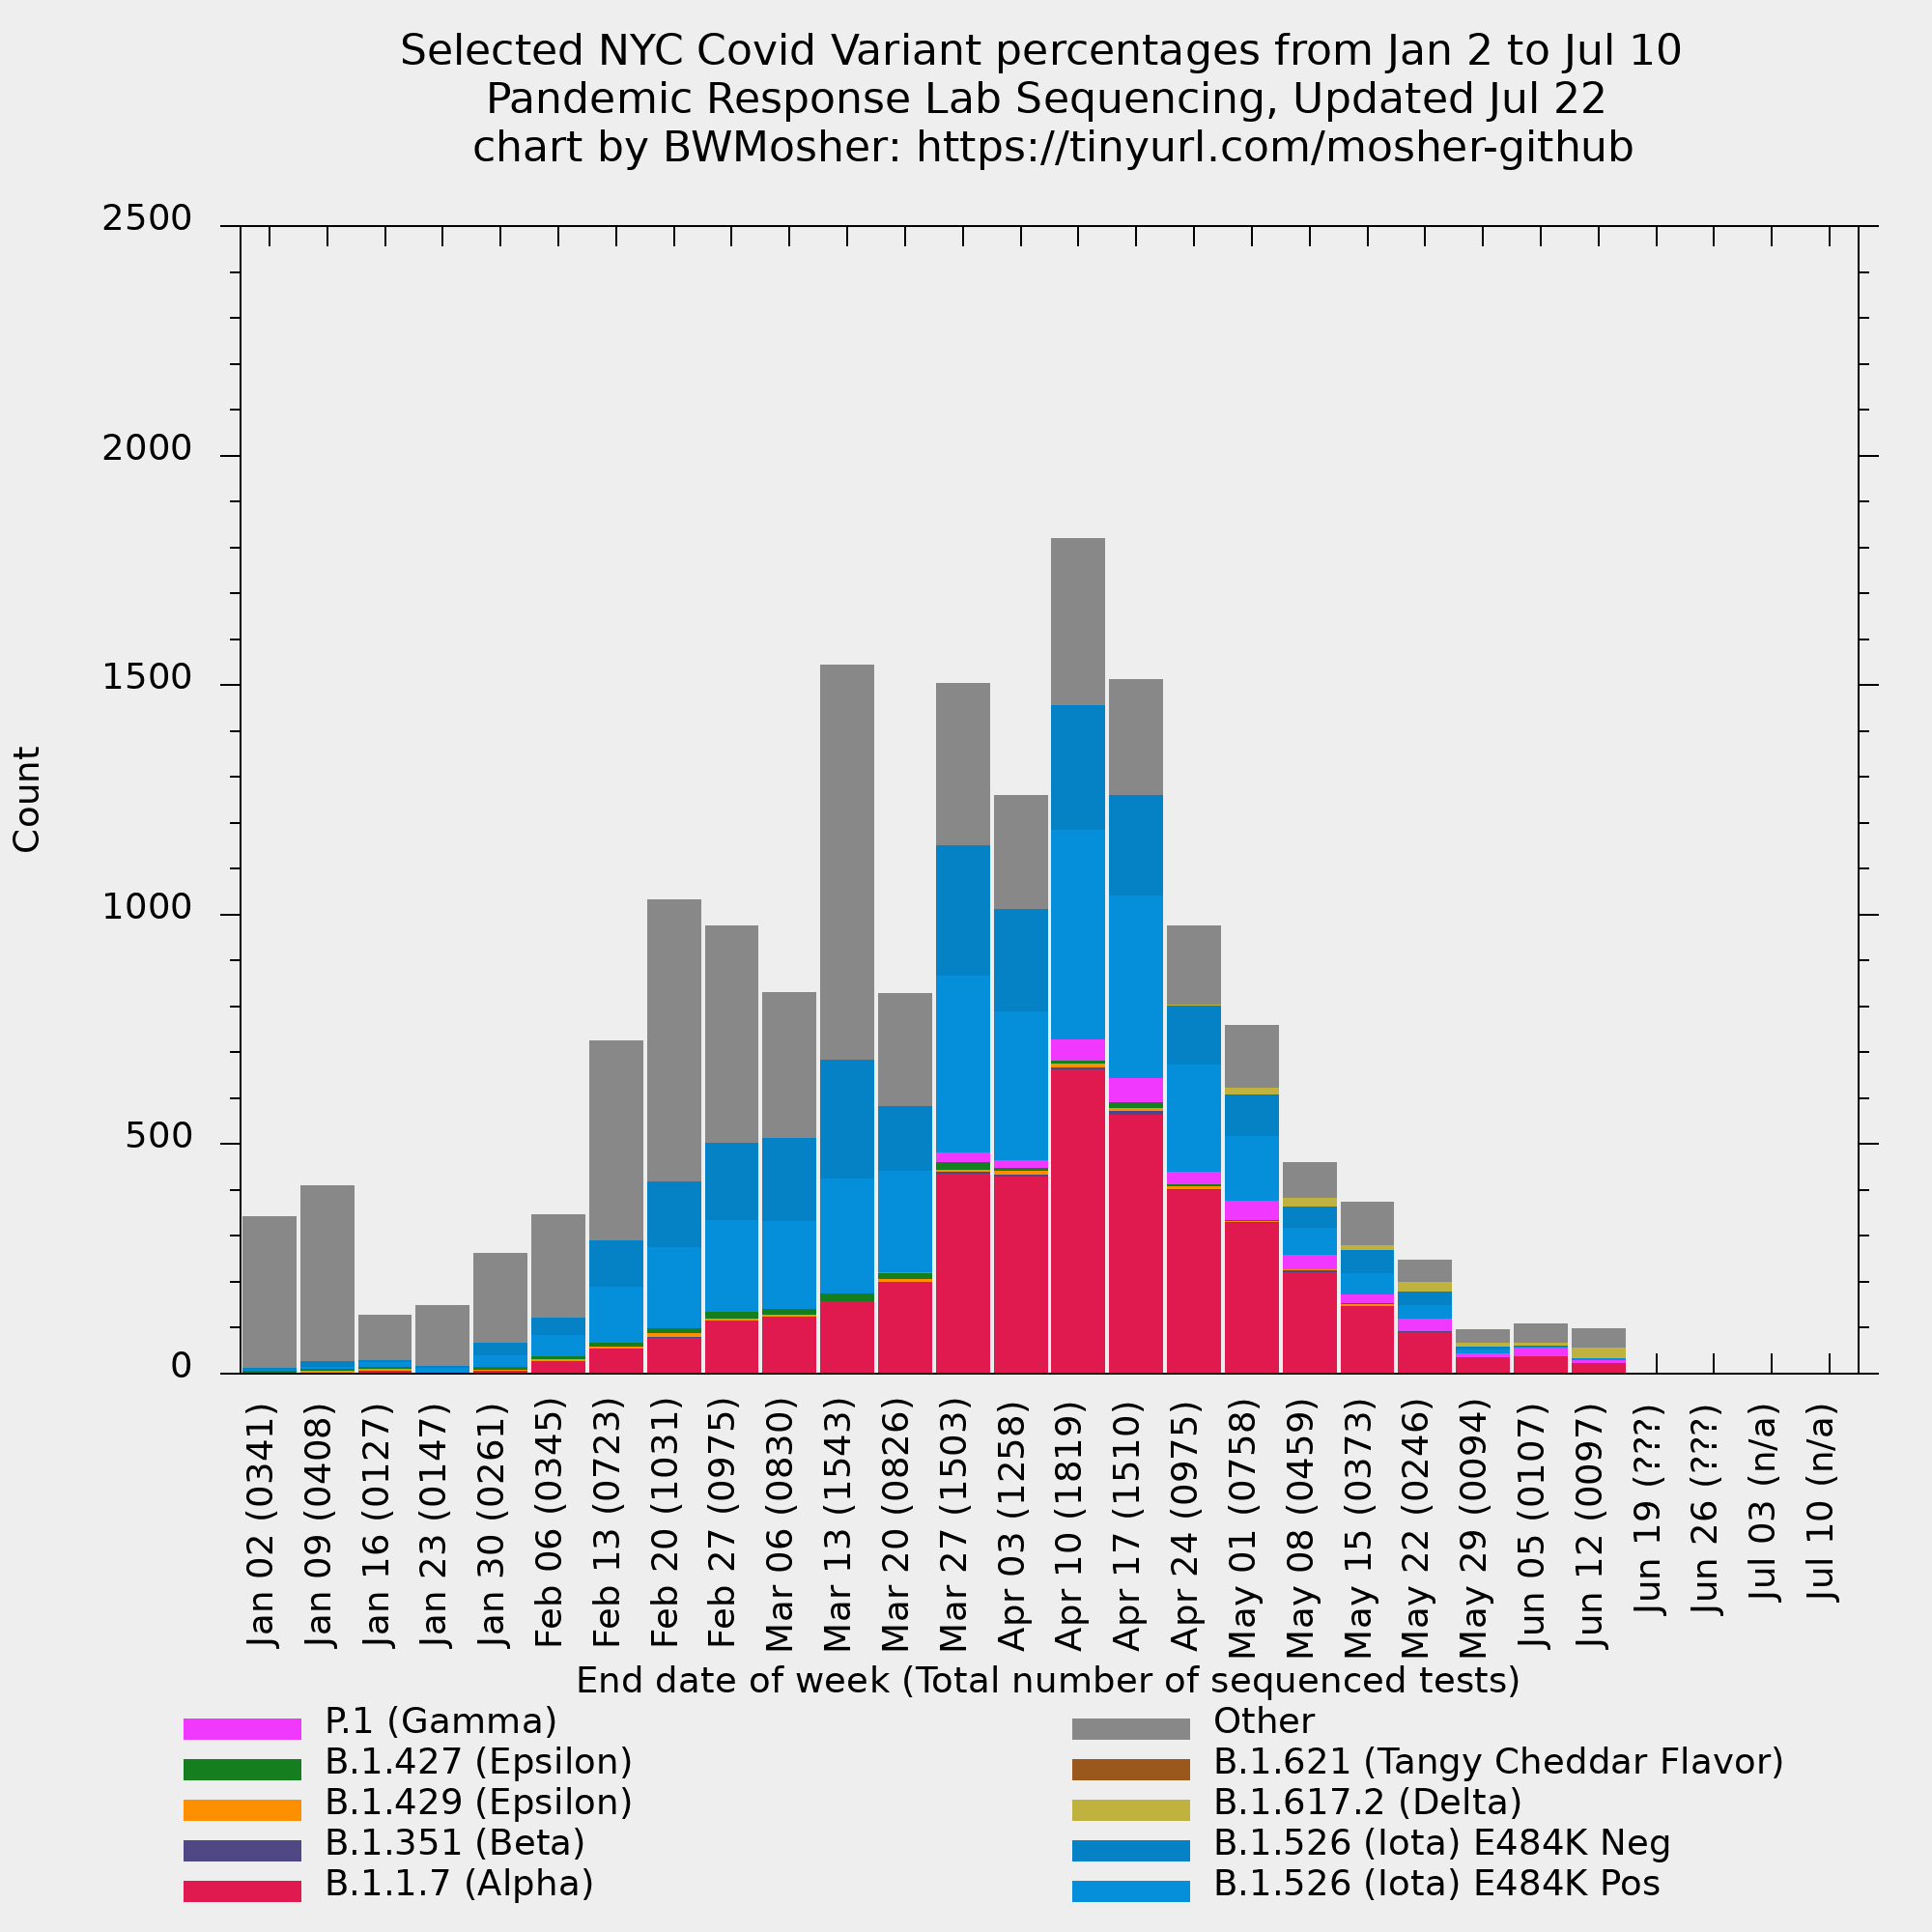 Selected NYC Covid Variant percentages from Jan 2 to Jul 10
Pandemic Response Lab Sequencing, Updated Jul 22
chart by BWMosher: https://tinyurl.com/mosher-github
2500
2000
1500
1000
500
0
Count
Jan 02 (0341)
Jan 09 (0408)
Jan 16 (0127)
Jan 23 (0147)
Jan 30 (0261)
Feb 06 (0345)
Feb 13 (0723)
Feb 20 (1031)
Feb 27 (0975)
Mar 06 (0830)
Mar 13 (1543)
Mar 20 (0826)
Mar 27 (1503)
Apr 03 (1258)
Apr 10 (1819)
Apr 17 (1510)
Apr 24 (0975)
May 01 (0758)
May 08 (0459)
May 15 (0373)
May 22 (0246)
May 29 (0094)
Jun 05 (0107)
Jun 12 (0097)
Jun 19 (???)
Jun 26 (???)
Jul 03 (n/a)
Jul 10 (n/a)
End date of week (Total number of sequenced tests)
P.1 (Gamma)
B.1.427 (Epsilon)
B.1.429 (Epsilon)
B.1.351 (Beta)
B.1.1.7 (Alpha)
Other
B.1.621 (Tangy Cheddar Flavor)
B.1.617.2 (Delta)
B.1.526 (Iota) E484K Neg
B.1.526 (Iota) E484K Pos